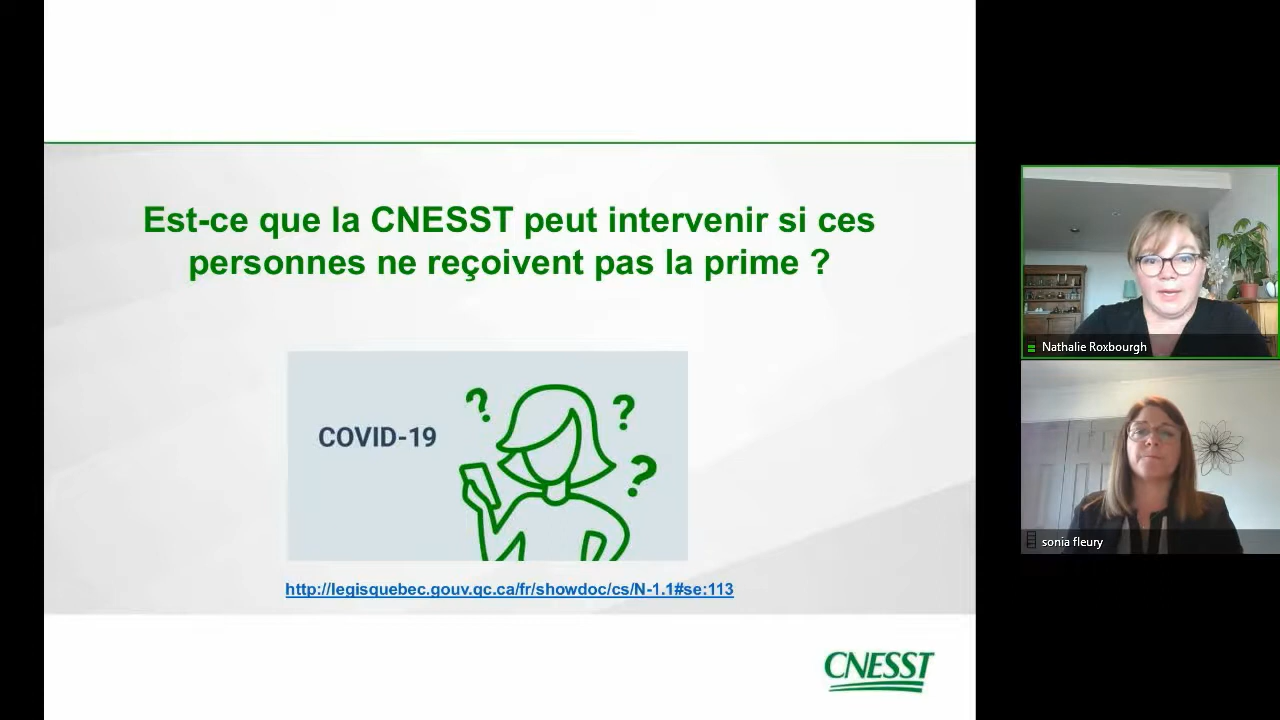 Est-ce que la CNESST peut intervenir si ces
personnes ne reçoivent pas la prime ?
COVID-19
? ? ?
http://legisquebec.gouv.qc.ca/fr/showdoc/cs/N-1.1#se:113
CNESST
Nathalie Roxbourgh
sonia fleury